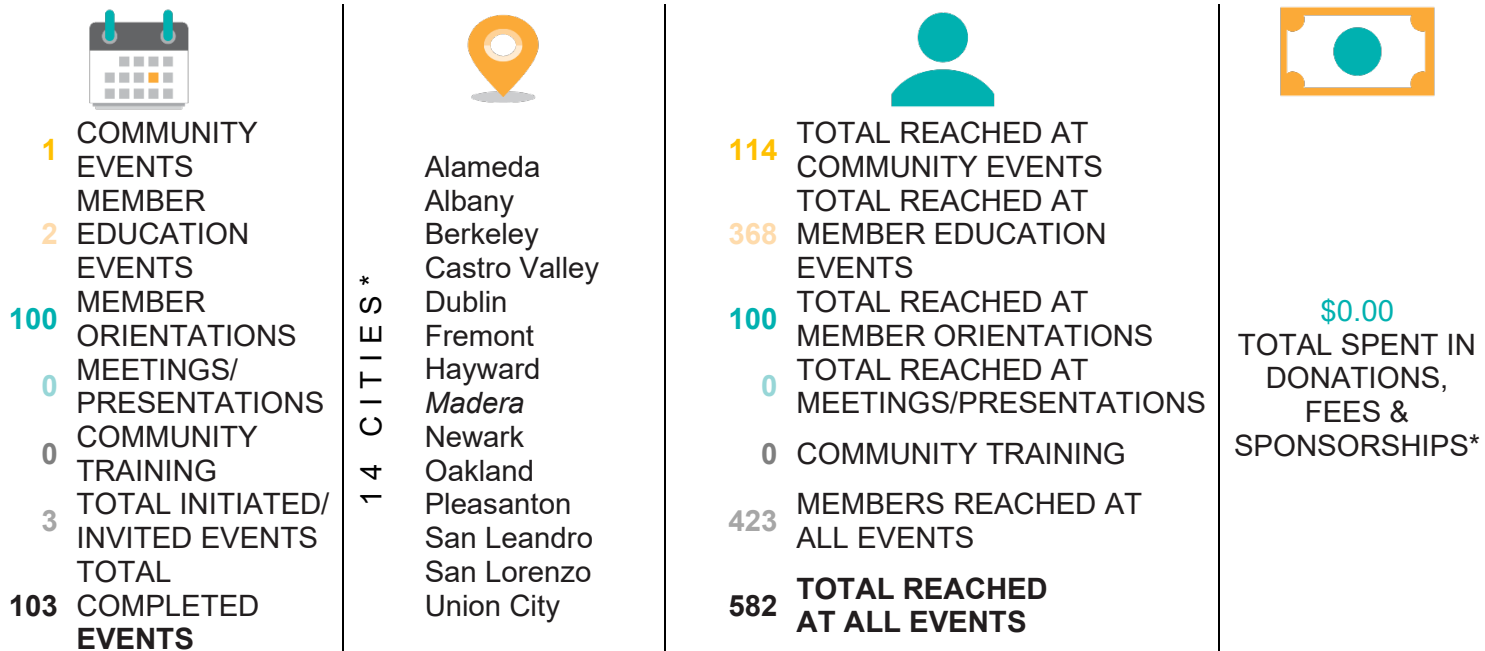 1 COMMUNITY
EVENTS
2 MEMBER
EDUCATION
EVENTS
100 MEMBER
ORIENTATIONS
0 MEETINGS/
PRESENTATIONS
0 COMMUNITY
TRAINING
3 TOTAL INITIATED/
INVITED EVENTS
103 TOTAL
COMPLETED
EVENTS
14 CITIES*
Alameda
Albany
Berkeley
Castro Valley
Dublin
Fremont
Hayward
Madera
Newark
Oakland
Pleasanton
San Leandro
San Lorenzo
Union City
114 TOTAL REACHED AT
COMMUNITY EVENTS
368 TOTAL REACHED AT
MEMBER EDUCATION
EVENTS
100 TOTAL REACHED AT
MEMBER ORIENTATIONS
0 TOTAL REACHED AT
MEETINGS/PRESENTATIONS
0 COMMUNITY TRAINING
423 MEMBERS REACHED AT
ALL EVENTS
582 TOTAL REACHED
AT ALL EVENTS
$0.00
TOTAL SPENT IN
DONATIONS,
FEES &
SPONSORSHIPS*